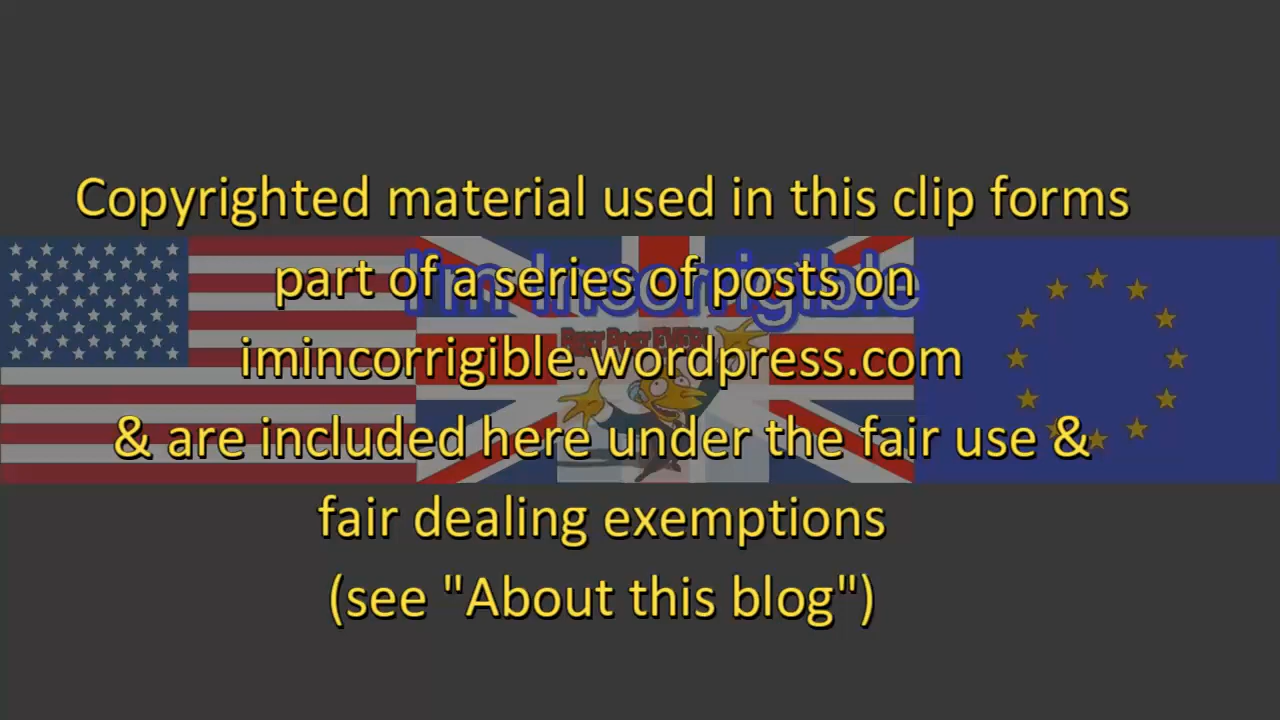 Copyrighted material used in this clip forms
part of a series of posts on
I'm Incorrigible
imincorrigible.wordpress.com
& are included here under the fair use &
fair dealing exemptions
(see "About this blog")